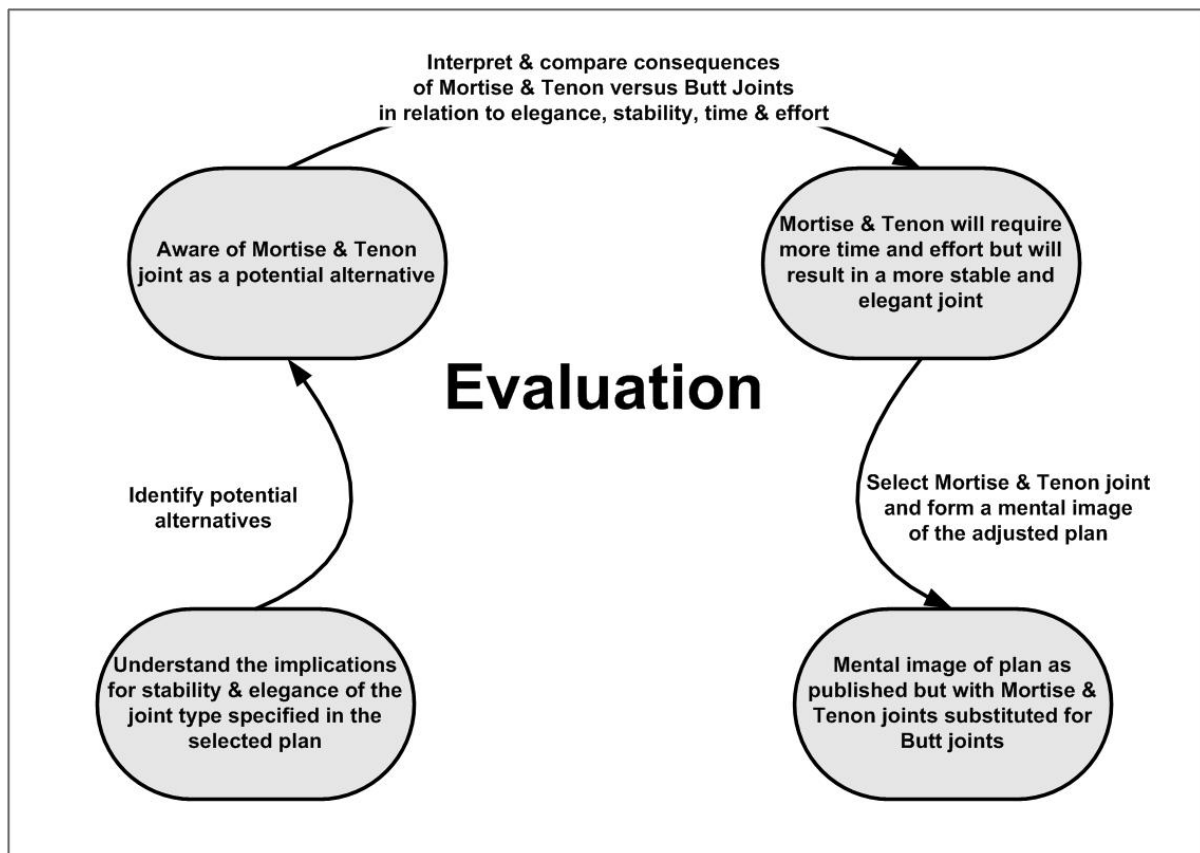 Interpret & compare consequences
of Mortise & Tenon versus Butt Joints
in relation to elegance, stability, time & effort
Aware of Mortise & Tenon
joint as a potential alternative
Mortise & Tenon will require
more time and effort but will
result in a more stable and
elegant joint
Evaluation
Identify potential
alternatives
Select Mortise & Tenon joint
and form a mental image
of the adjusted plan
Understand the implications
for stability & elegance of the
joint type specified in the
selected plan
Mental image of plan as
published but with Mortise &
Tenon joints substituted for
Butt joints